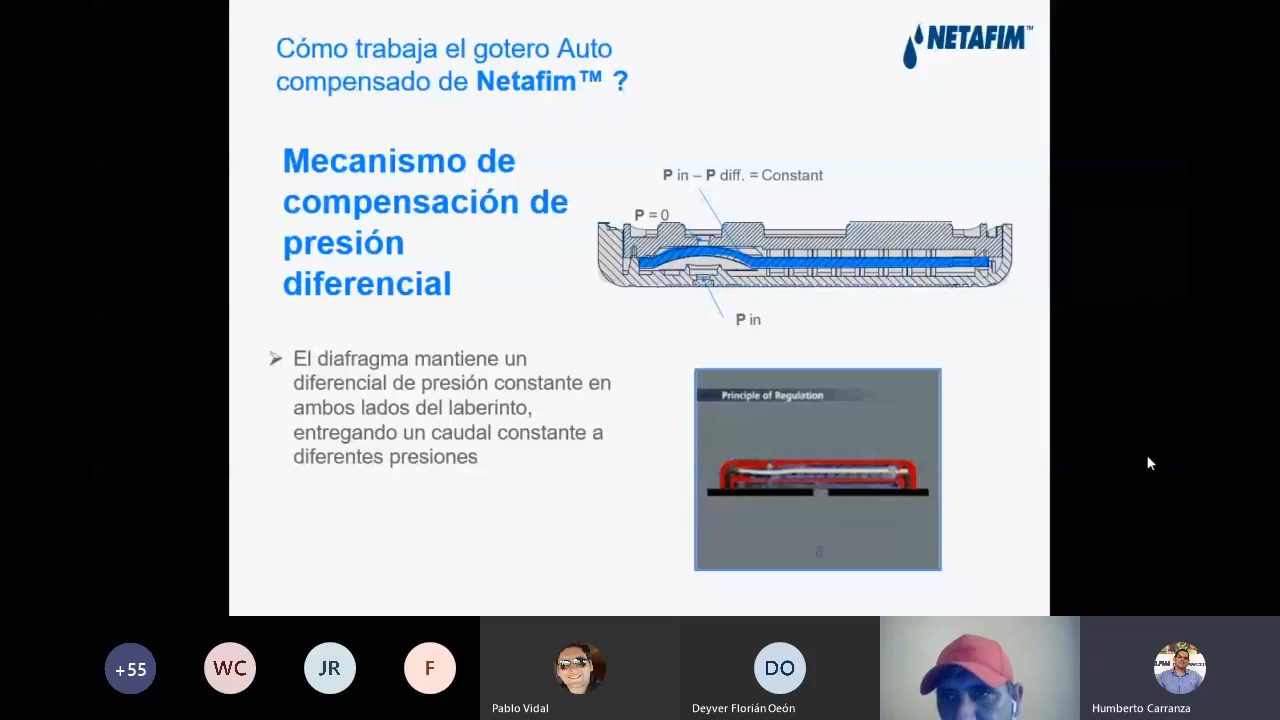 Cómo trabaja el gotero Auto
compensado de Netafim™ ?
NETAFIM™
Mecanismo de
compensación de
presión
diferencial
P in – P diff. = Constant
P = 0
P in
➢ El diafragma mantiene un
diferencial de presión constante en
ambos lados del laberinto,
entregando un caudal constante a
diferentes presiones
Principle of Regulation
+55
WC
JR
F
Pablo Vidal
DO
Deyver Florián Oeón
Humberto Carranza